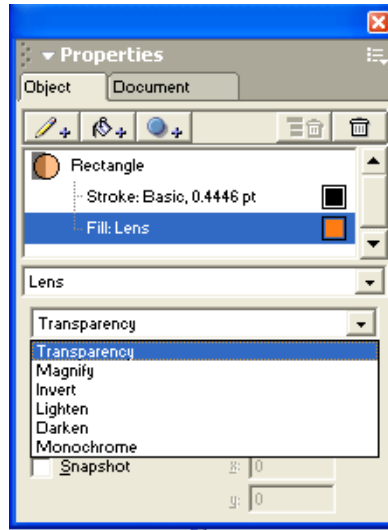 Properties
Object Document
Rectangle
Stroke: Basic, 0.4446 pt
Fill: Lens
Lens
Transparency
Transparency
Magnify
Invert
Lighten
Darken
Monochrome
Snapshot x: 0
y: 0